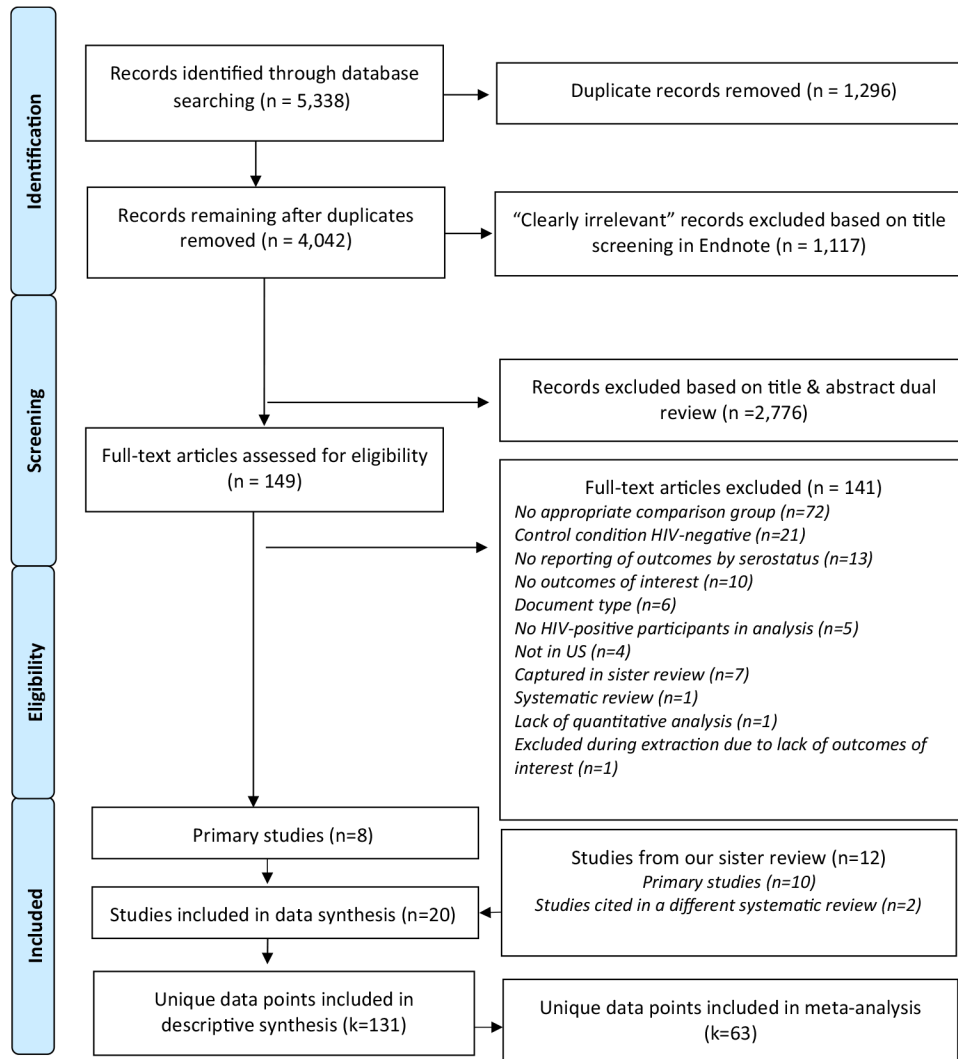 Identification
Records identified through database
searching (n = 5,338)
Duplicate records removed (n = 1,296)
Records remaining after duplicates
removed (n = 4,042)
“Clearly irrelevant” records excluded based on title
screening in Endnote (n = 1,117)
Screening
Records excluded based on title & abstract dual
review (n =2,776)
Full-text articles assessed for eligibility
(n = 149)
Full-text articles excluded (n = 141)
No appropriate comparison group (n=72)
Control condition HIV-negative (n=21)
No reporting of outcomes by serostatus (n=13)
No outcomes of interest (n=10)
Document type (n=6)
No HIV-positive participants in analysis (n=5)
Not in US (n=4)
Captured in sister review (n=7)
Systematic review (n=1)
Lack of quantitative analysis (n=1)
Excluded during extraction due to lack of outcomes of
interest (n=1)
Eligibility
Included
Primary studies (n=8)
Studies from our sister review (n=12)
Primary studies (n=10)
Studies cited in a different systematic review (n=2)
Studies included in data synthesis (n=20)
Unique data points included in
descriptive synthesis (k=131)
Unique data points included in meta-analysis
(k=63)